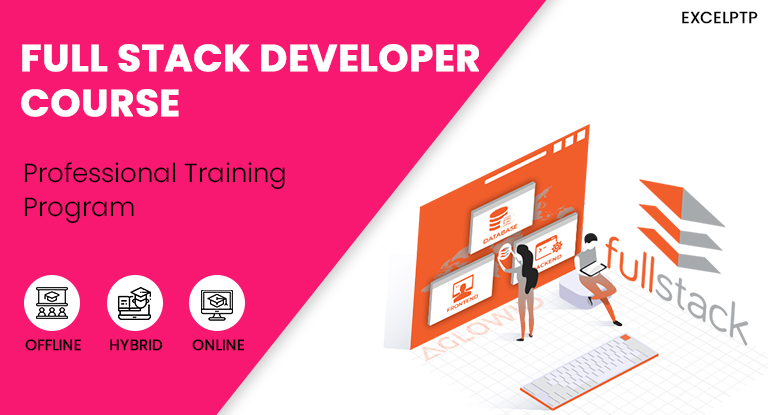 EXCELPTP
FULL STACK DEVELOPER
COURSE
Professional Training
Program
OFFLINE
HYBRID
ONLINE
DATABASE
BACKEND
FRONTEND
fullstack